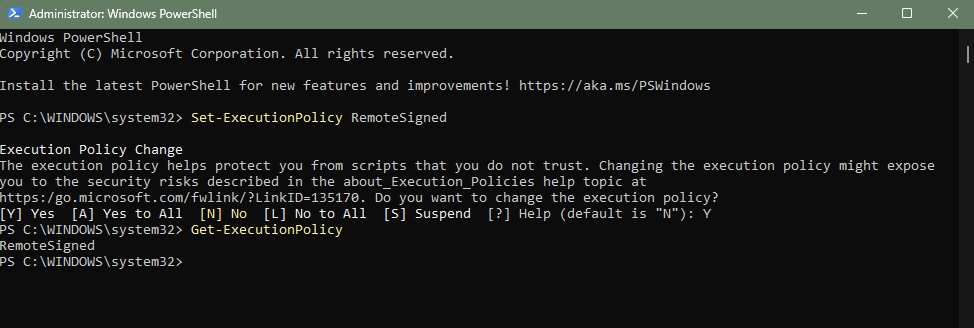 Administrator: Windows PowerShell
Windows PowerShell
Copyright (C) Microsoft Corporation. All rights reserved.
Install the latest PowerShell for new features and improvements! https://aka.ms/PSWindows
PS C:\WINDOWS\system32> Set-ExecutionPolicy RemoteSigned
Execution Policy Change
The execution policy helps protect you from scripts that you do not trust. Changing the execution policy might expose
you to the security risks described in the about_Execution_Policies help topic at
https:/go.microsoft.com/fwlink/?LinkID=135170. Do you want to change the execution policy?
[Y] Yes  [A] Yes to All  [N] No  [L] No to All  [S] Suspend  [?] Help (default is "N"): Y
PS C:\WINDOWS\system32> Get-ExecutionPolicy
RemoteSigned
PS C:\WINDOWS\system32>